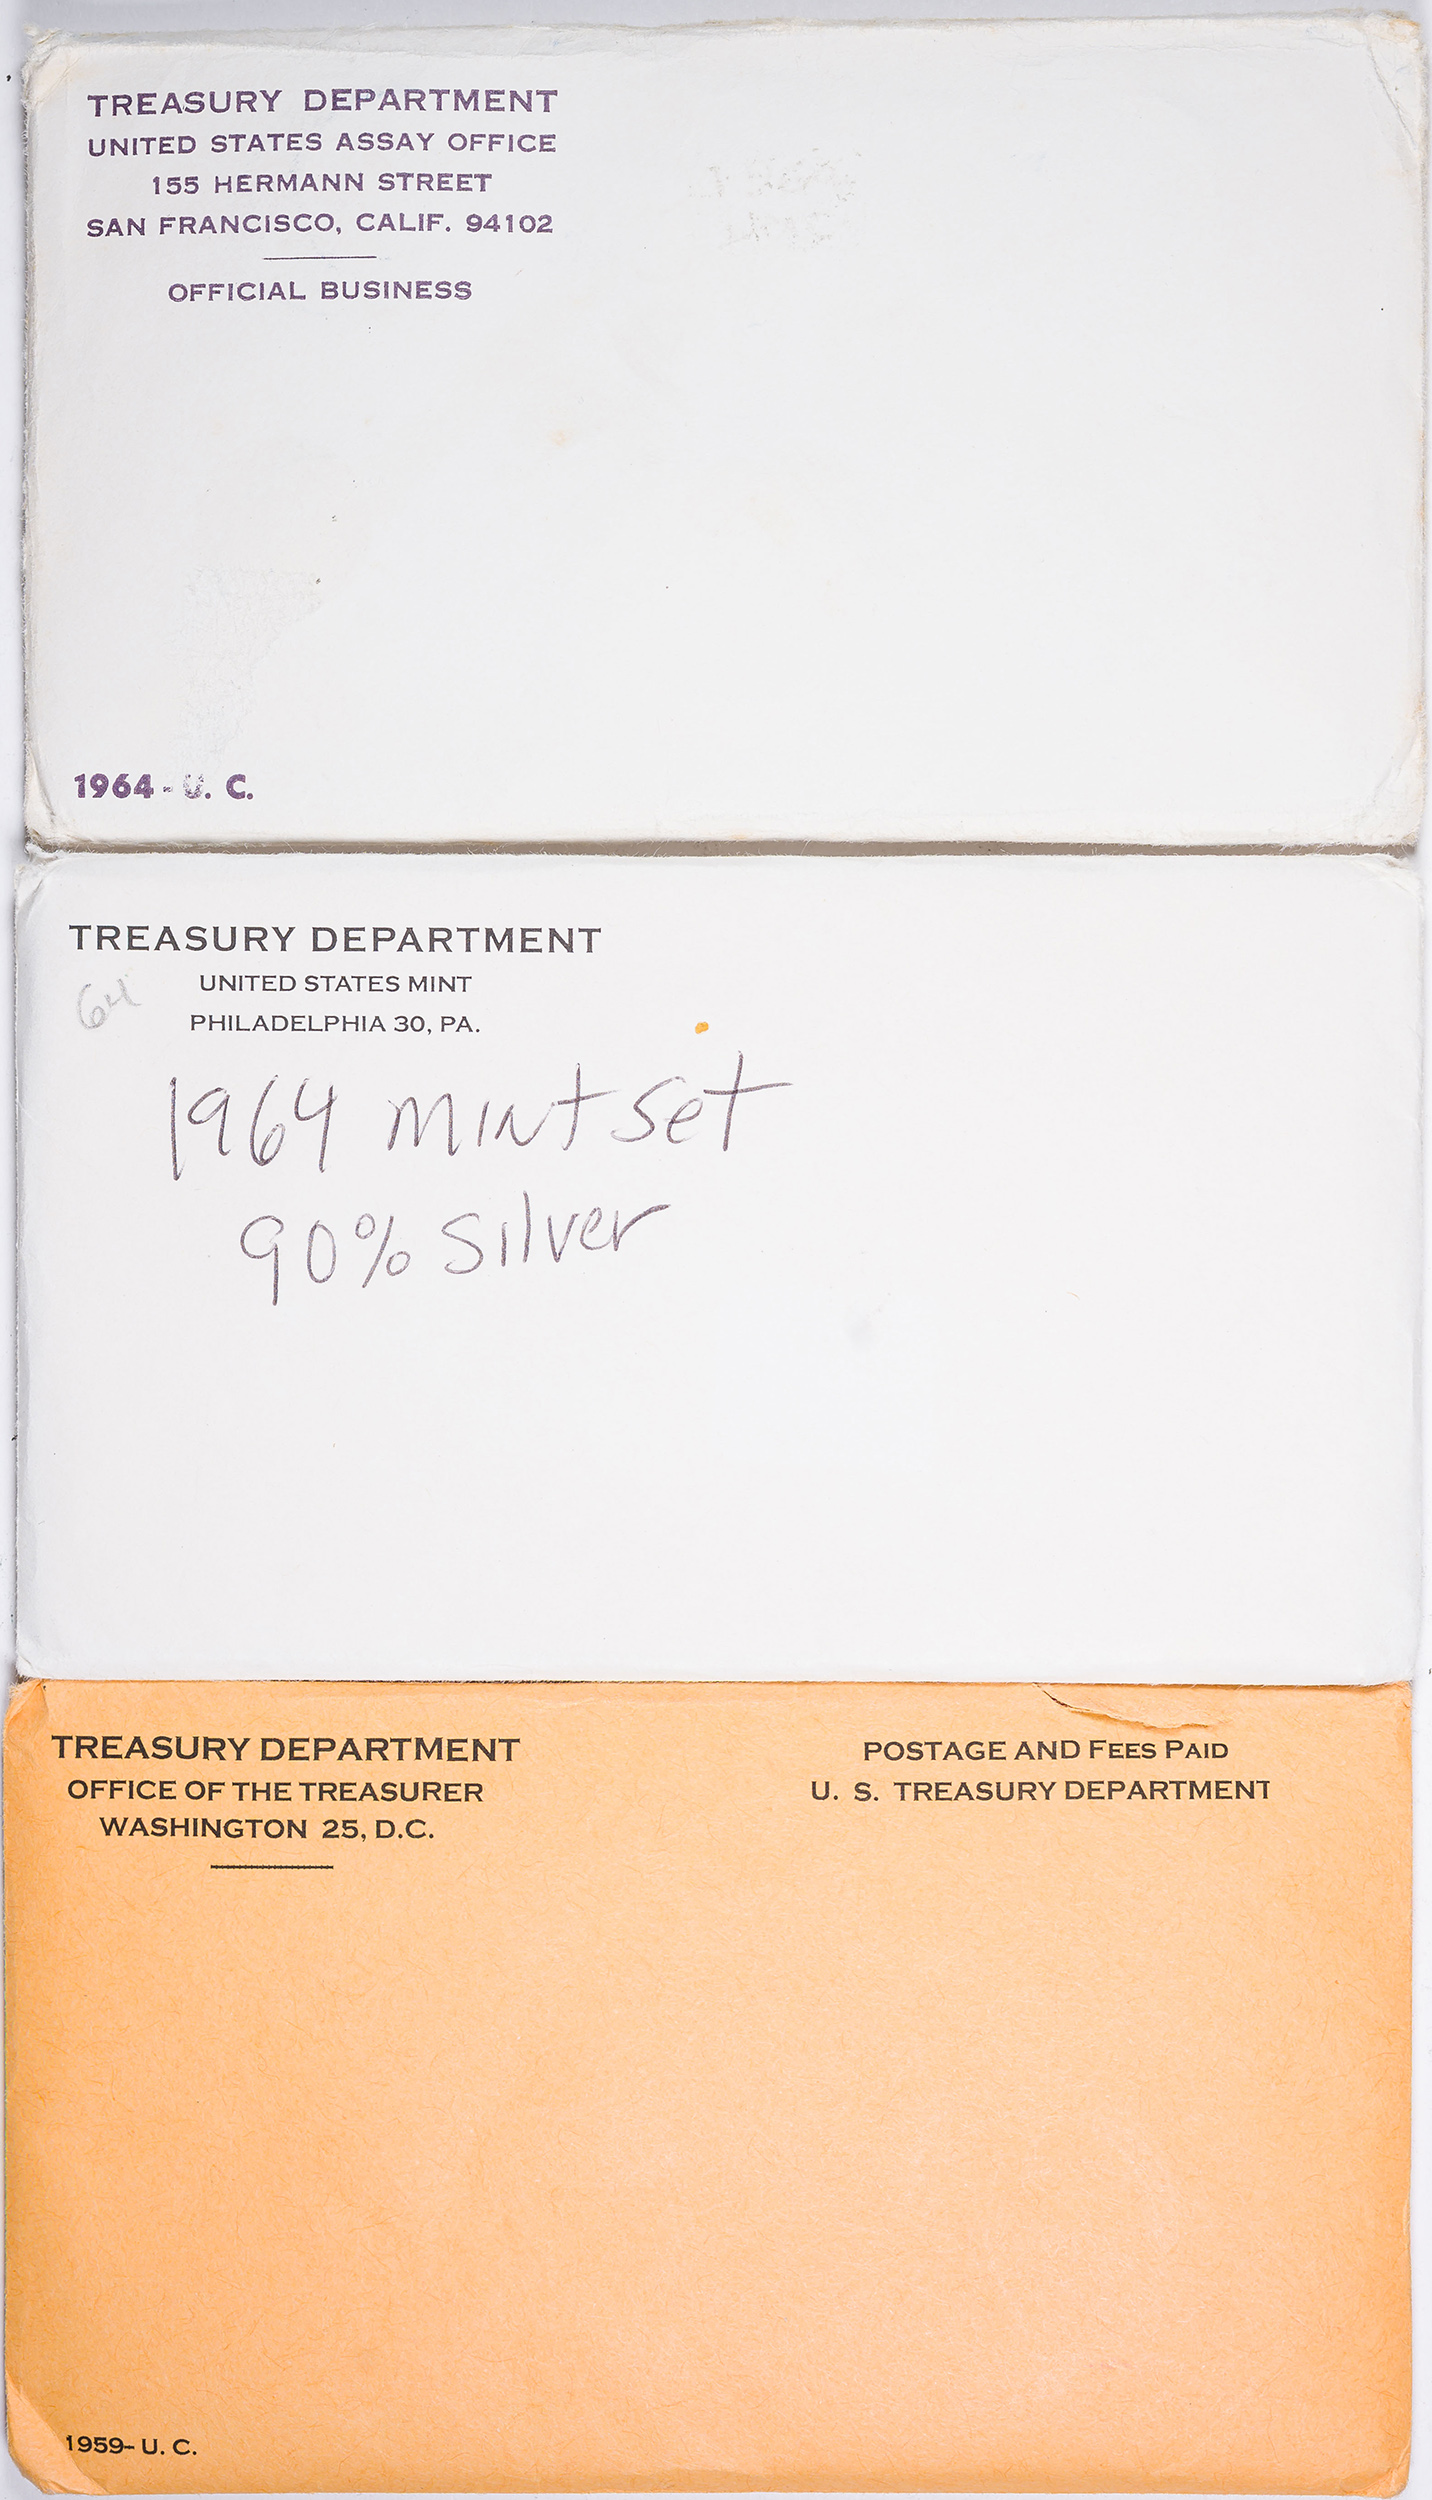 TREASURY DEPARTMENT
UNITED STATES ASSAY OFFICE
155 HERMANN STREET
SAN FRANCISCO, CALIF. 94102
OFFICIAL BUSINESS
1964 - U. C.
TREASURY DEPARTMENT
UNITED STATES MINT
64
PHILADELPHIA 30, PA.
1964 mint set
90% silver
TREASURY DEPARTMENT
OFFICE OF THE TREASURER
WASHINGTON 25, D.C.
POSTAGE AND FEES PAID
U. S. TREASURY DEPARTMENT
1959- U. C.